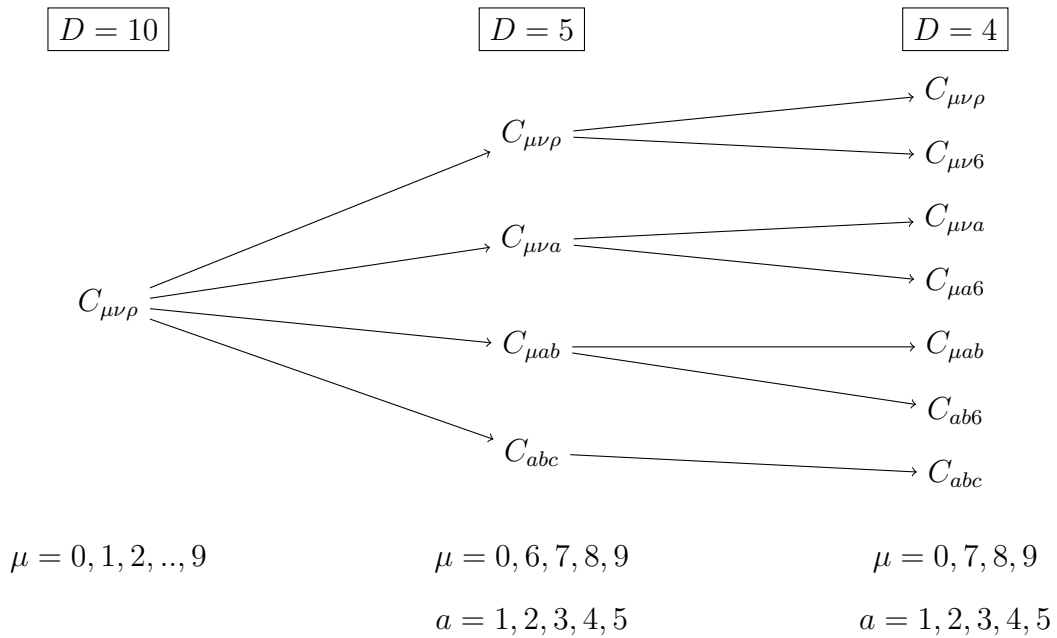 D = 10
D = 5
D = 4
C_{μνρ}
C_{μνρ}
C_{μνρ}
C_{μν6}
C_{μνa}
C_{μνa}
C_{μa6}
C_{μab}
C_{μab}
C_{ab6}
C_{abc}
C_{abc}
μ = 0, 1, 2, .., 9
μ = 0, 6, 7, 8, 9
μ = 0, 7, 8, 9
a = 1, 2, 3, 4, 5
a = 1, 2, 3, 4, 5